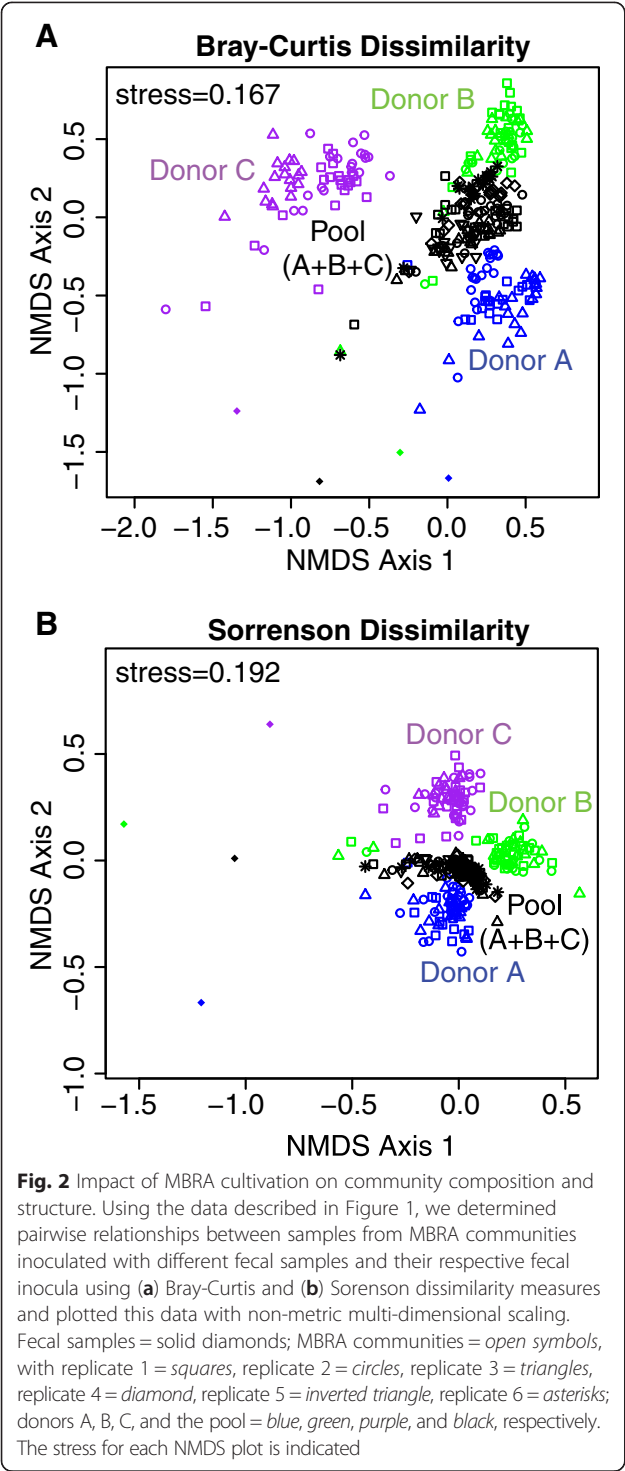 A
Bray-Curtis Dissimilarity
stress=0.167
Donor B
Donor C
Pool
(A+B+C)
Donor A
0.5
0.0
−0.5
−1.0
−1.5
NMDS Axis 2
−2.0 −1.5 −1.0 −0.5 0.0 0.5
NMDS Axis 1
B
Sorrenson Dissimilarity
stress=0.192
Donor C
Donor B
Pool
(A+B+C)
Donor A
0.5
0.0
−0.5
−1.0
NMDS Axis 2
−1.5 −1.0 −0.5 0.0 0.5
NMDS Axis 1
Fig. 2 Impact of MBRA cultivation on community composition and
structure. Using the data described in Figure 1, we determined
pairwise relationships between samples from MBRA communities
inoculated with different fecal samples and their respective fecal
inocula using (a) Bray-Curtis and (b) Sorenson dissimilarity measures
and plotted this data with non-metric multi-dimensional scaling.
Fecal samples = solid diamonds; MBRA communities = open symbols,
with replicate 1 = squares, replicate 2 = circles, replicate 3 = triangles,
replicate 4 = diamond, replicate 5 = inverted triangle, replicate 6 = asterisks;
donors A, B, C, and the pool = blue, green, purple, and black, respectively.
The stress for each NMDS plot is indicated